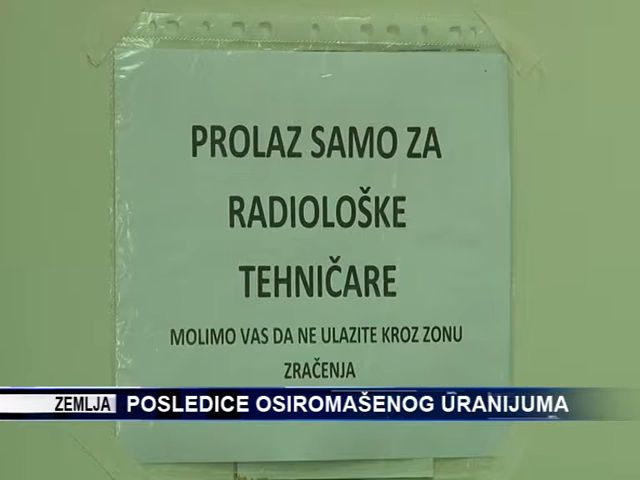 PROLAZ SAMO ZA
RADIOLOŠKE
TEHNIČARE
MOLIMO VAS DA NE ULAZITE KROZ ZONU
ZRAČENJA
ZEMLJA POSLEDICE OSIROMAŠENOG URANIJUMA